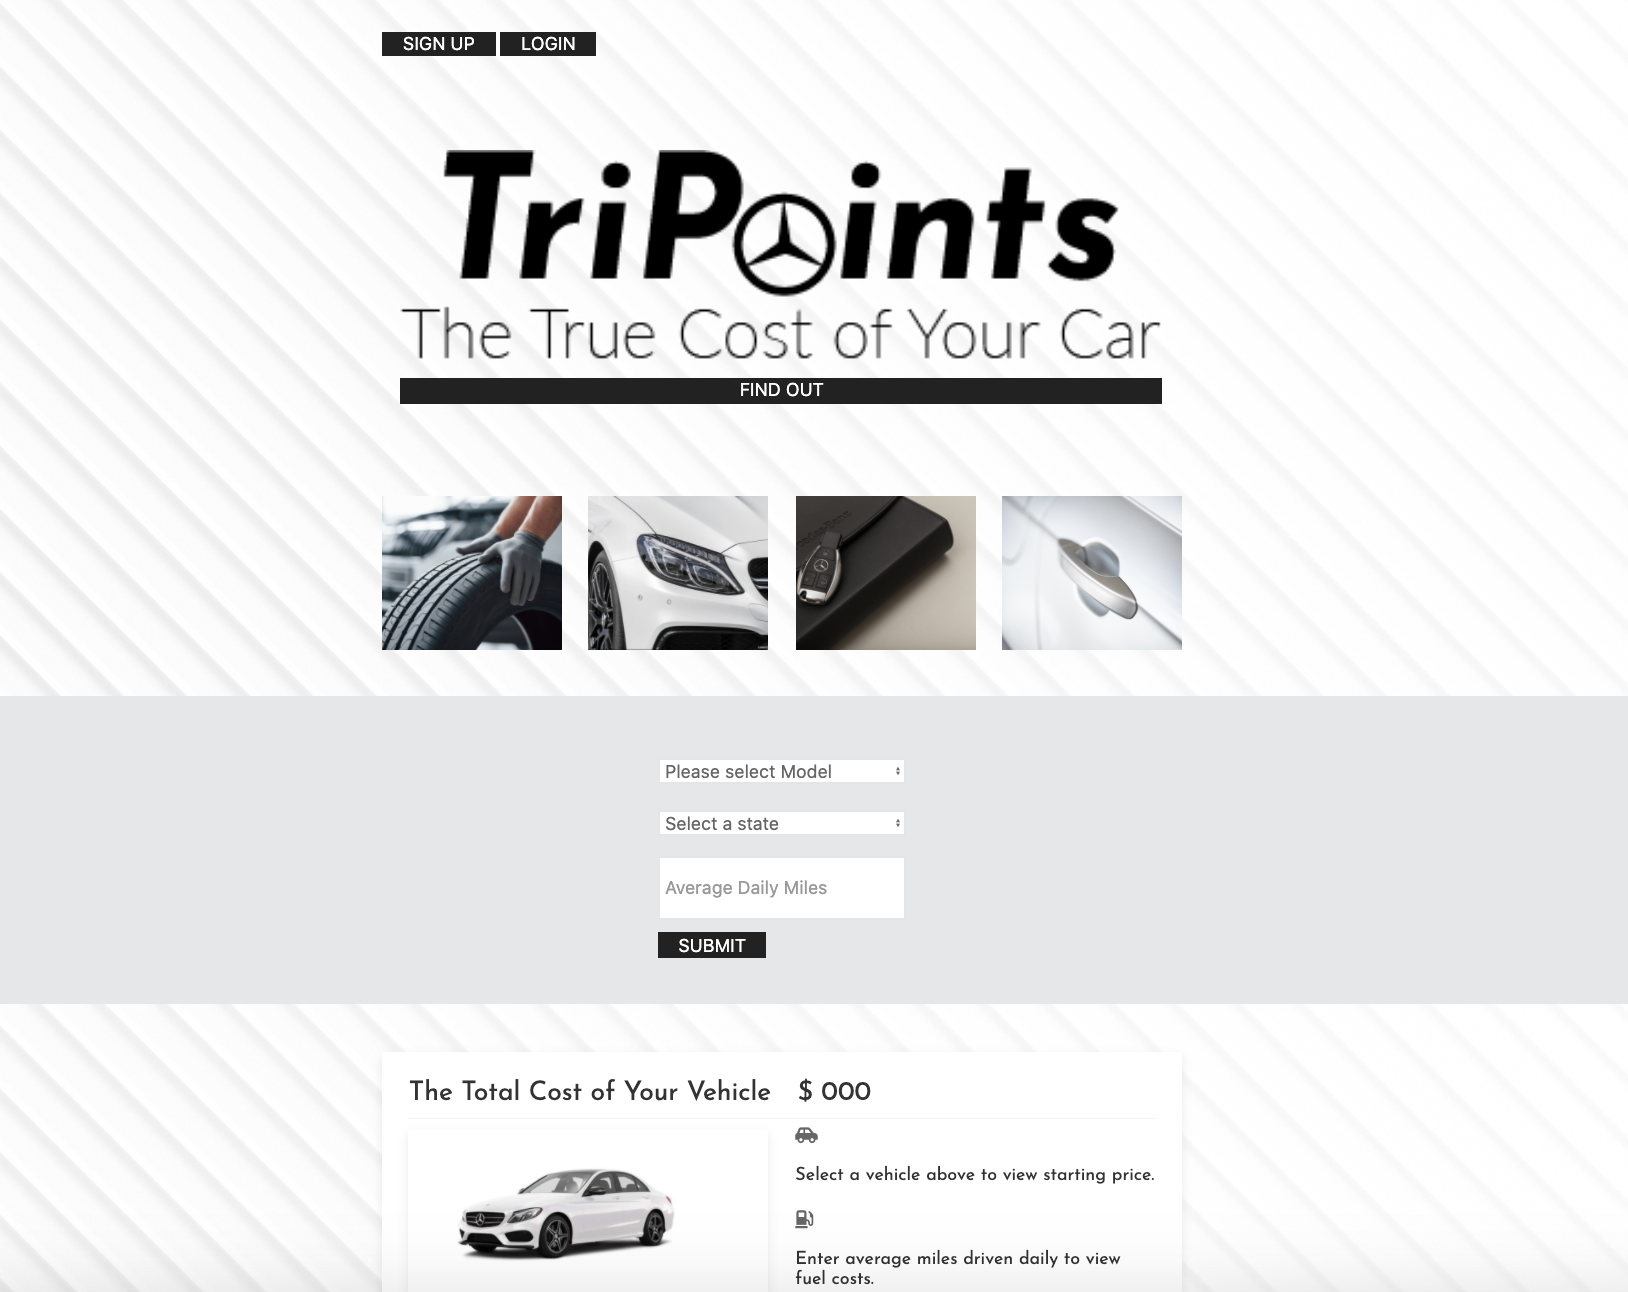 SIGN UP LOGIN
TriPoints
The True Cost of Your Car
FIND OUT
Please select Model
Select a state
Average Daily Miles
SUBMIT
The Total Cost of Your Vehicle $ 000
Select a vehicle above to view starting price.
Enter average miles driven daily to view
fuel costs.